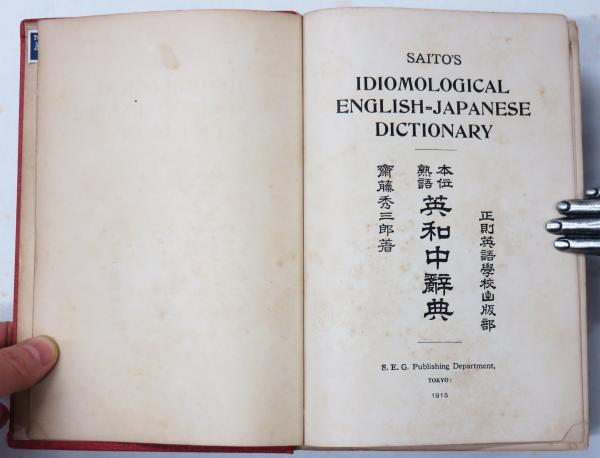 SAITO'S
IDIOMOLOGICAL
ENGLISH-JAPANESE
DICTIONARY
正則英語學校出版部
熟語本位
英和中辭典
齋藤秀三郎著
S. E. G. Publishing Department,
TOKYO:
1915